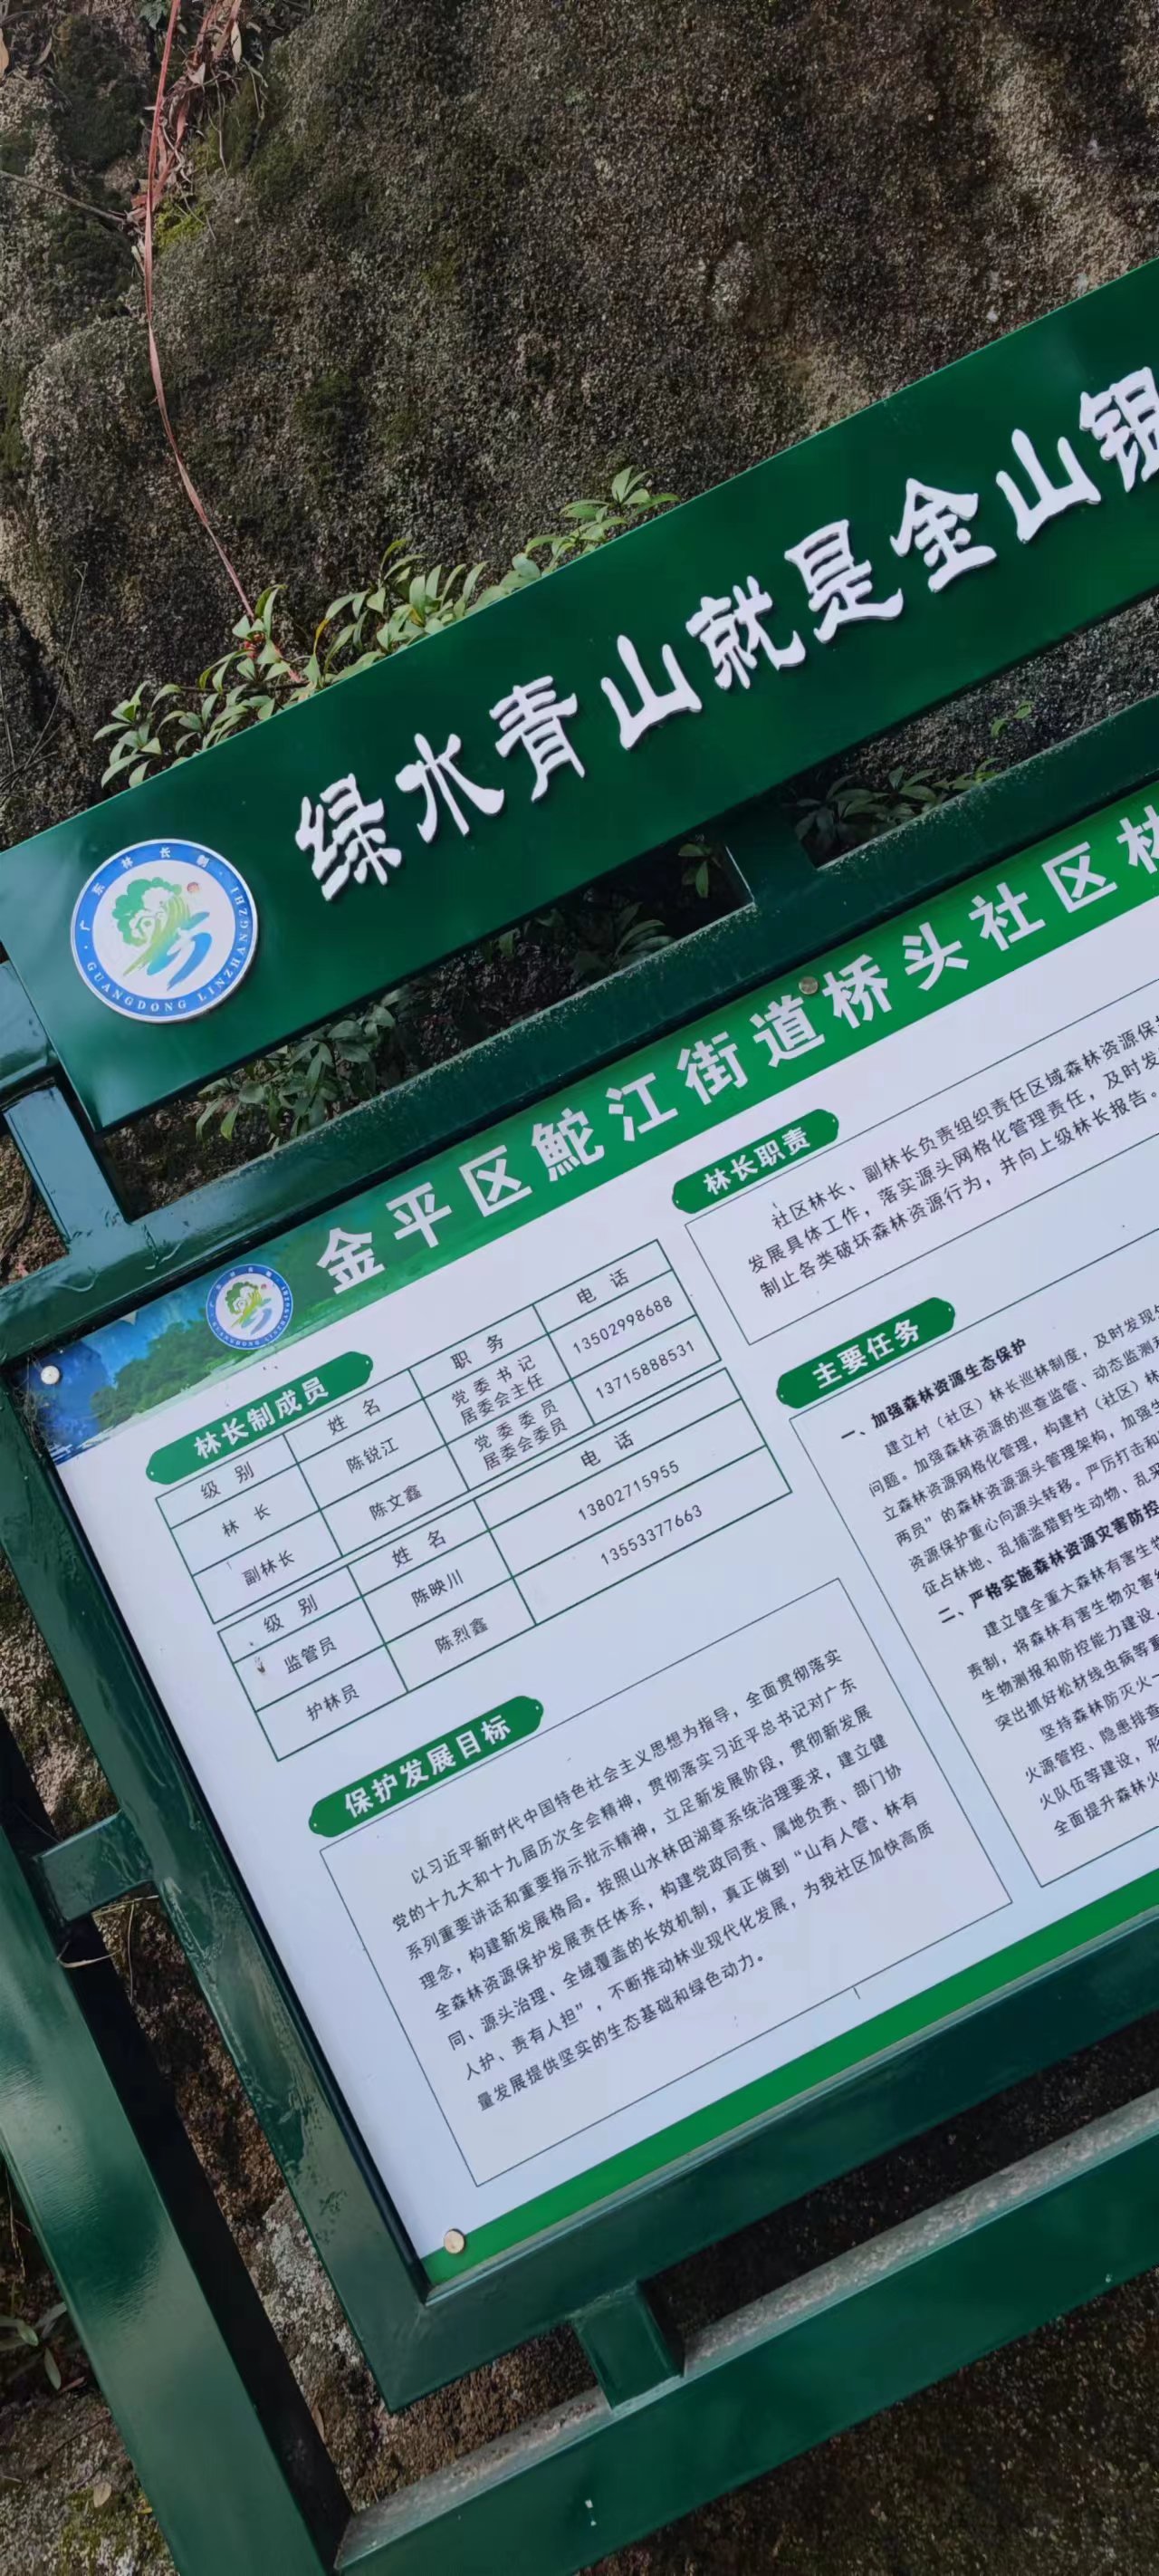 绿水青山就是金山银
广东林长制
GUANGDONG LINZHANGZHI
金平区鮀江街道桥头社区林
林长制成员
级 别 姓 名 职 务 电 话
林 长 陈锐江 党委书记 居委会主任 13502998688
副林长 陈文鑫 党委委员 居委会委员 13715888531
级 别 姓 名 电 话
监管员 陈映川 13802715955
护林员 陈烈鑫 13553377663
保护发展目标
以习近平新时代中国特色社会主义思想为指导，全面贯彻落实
党的十九大和十九届历次全会精神，贯彻落实习近平总书记对广东
系列重要讲话和重要指示批示精神，立足新发展阶段，贯彻新发展
理念，构建新发展格局。按照山水林田湖草系统治理要求，建立健
全森林资源保护发展责任体系，构建党政同责、属地负责、部门协
同、源头治理、全域覆盖的长效机制，真正做到“山有人管、林有
人护、责有人担”，不断推动林业现代化发展，为我社区加快高质
量发展提供坚实的生态基础和绿色动力。
林长职责
社区林长、副林长负责组织责任区域森林资源保护
发展具体工作，落实源头网格化管理责任，及时发
制止各类破坏森林资源行为，并向上级林长报告。
主要任务
一、加强森林资源生态保护
建立村（社区）林长巡林制度，及时发现
问题。加强森林资源的巡查监管、动态监测
立森林资源网格化管理，构建村（社区）林
两员”的森林资源源头管理架构，加强生
资源保护重心向源头转移。严厉打击和
征占林地、乱捕滥猎野生动物、乱采
二、严格实施森林资源灾害防控
建立健全重大森林有害生物
责制，将森林有害生物灾害
生物测报和防控能力建设，
突出抓好松材线虫病等重
坚持森林防灭火一
火源管控、隐患排查
火队伍等建设，形
全面提升森林火